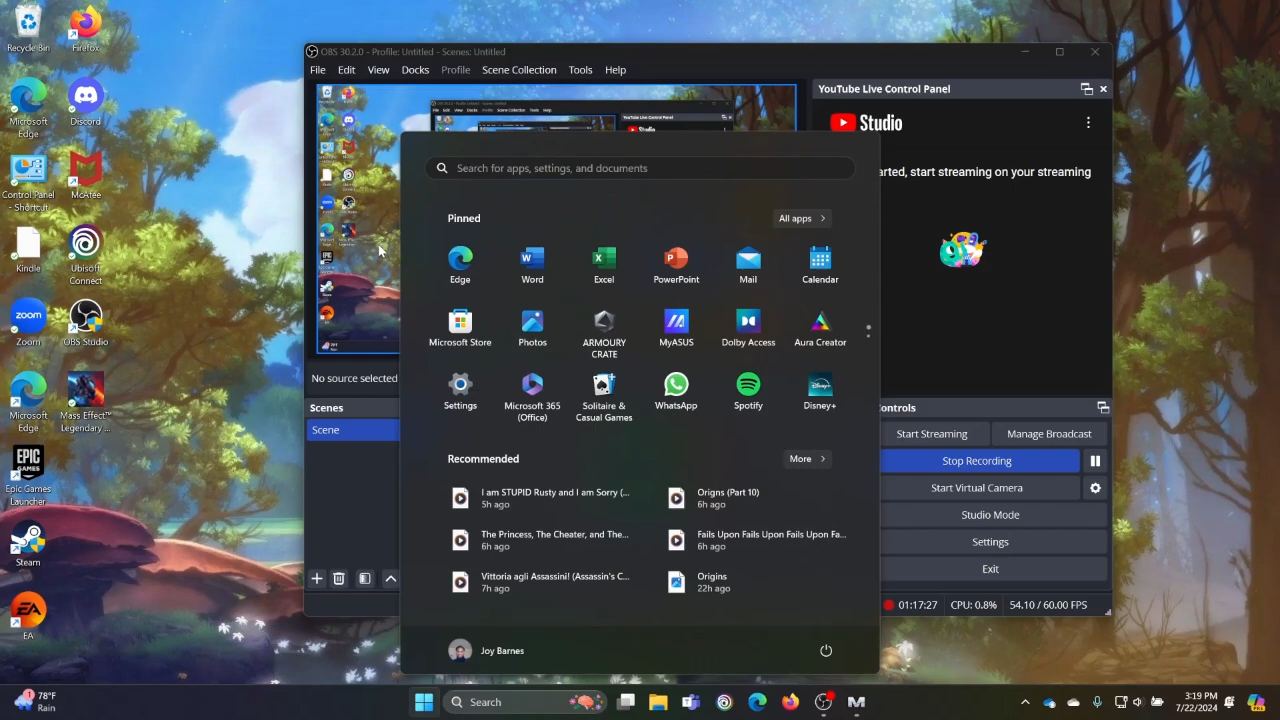 Recycle Bin
Firefox
Microsoft
Edge
Discord
Control Panel
- Shortcut
McAfee
Kindle
Ubisoft
Connect
zoom
Zoom
OBS Studio
Microsoft
Edge
Mass Effect™
Legendary ...
EPIC
GAMES
Epic Games
Launcher
Steam
EA
EA
OBS 30.2.0 - Profile: Untitled - Scenes: Untitled
File Edit View Docks Profile Scene Collection Tools Help
YouTube Live Control Panel
Studio
arted, start streaming on your streaming
No source selected
Scenes
Scene
Search for apps, settings, and documents
Pinned
All apps
Edge
Word
Excel
PowerPoint
Mail
Calendar
Microsoft Store
Photos
ARMOURY
CRATE
MyASUS
Dolby Access
Aura Creator
Settings
Microsoft 365
(Office)
Solitaire &
Casual Games
WhatsApp
Spotify
Disney+
Recommended
More
I am STUPID Rusty and I am Sorry (...
5h ago
Origns (Part 10)
6h ago
The Princess, The Cheater, and The...
6h ago
Fails Upon Fails Upon Fails Upon Fa...
6h ago
Vittoria agli Assassini! (Assassin's C...
7h ago
Origins
22h ago
Joy Barnes
ontrols
Start Streaming
Manage Broadcast
Stop Recording
Start Virtual Camera
Studio Mode
Settings
Exit
01:17:27
CPU: 0.8%
54.10 / 60.00 FPS
78°F
Rain
Search
3:19 PM
7/22/2024